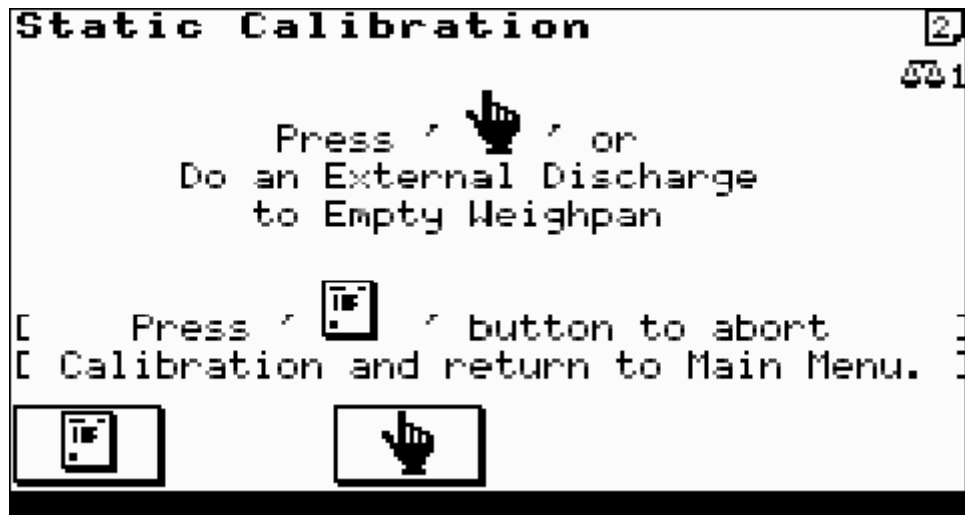 Static Calibration 2
1
Press ' ' or
Do an External Discharge
to Empty Weighpan
[ Press ' ' button to abort ]
[ Calibration and return to Main Menu. ]